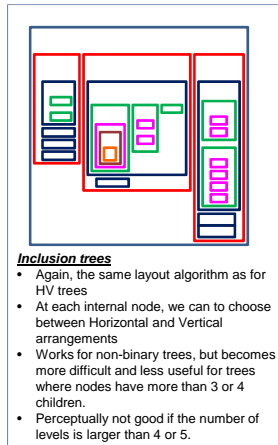 Inclusion trees
• Again, the same layout algorithm as for
HV trees
• At each internal node, we can to choose
between Horizontal and Vertical
arrangements
• Works for non-binary trees, but becomes
more difficult and less useful for trees
where nodes have more than 3 or 4
children.
• Perceptually not good if the number of
levels is larger than 4 or 5.